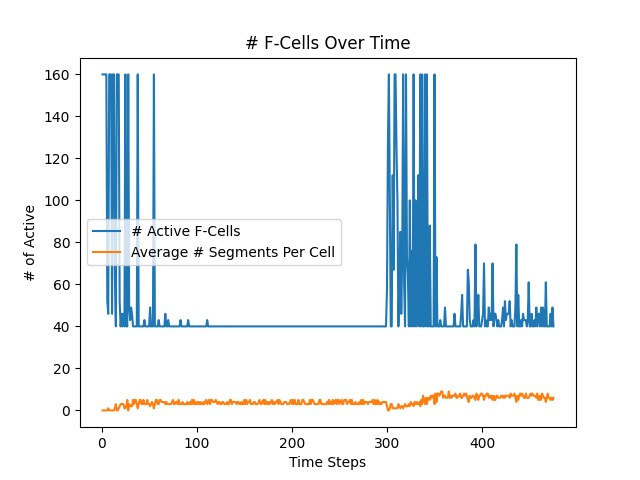 # F-Cells Over Time
160
140
120
100
80
60
40
20
0
# of Active
# Active F-Cells
Average # Segments Per Cell
0 100 200 300 400
Time Steps